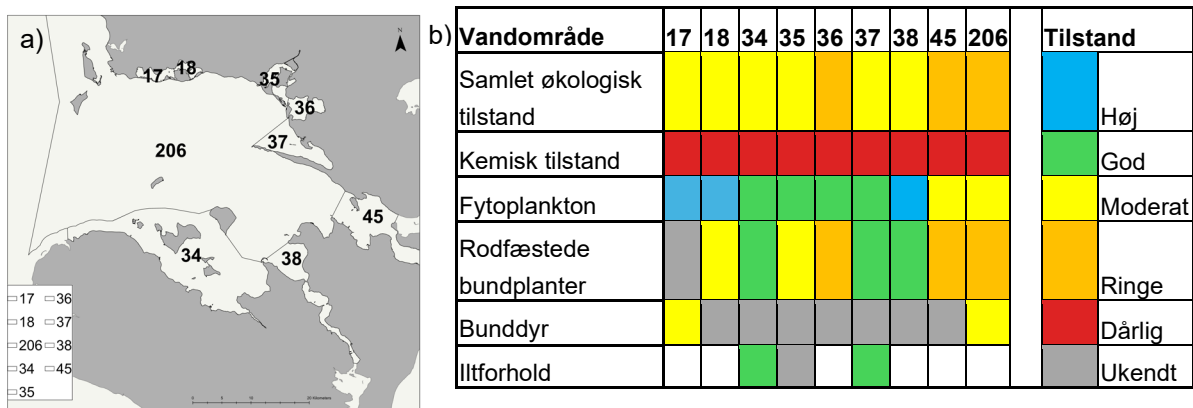 a)
N
17
18
35
36
37
206
45
34
38
17 36
18 37
206 38
34 45
35
20 Kilometers
b)
Vandområde 17 18 34 35 36 37 38 45 206 Tilstand
Samlet økologisk
tilstand Høj
Kemisk tilstand God
Fytoplankton Moderat
Rodfæstede
bundplanter Ringe
Bunddyr Dårlig
Iltforhold Ukendt